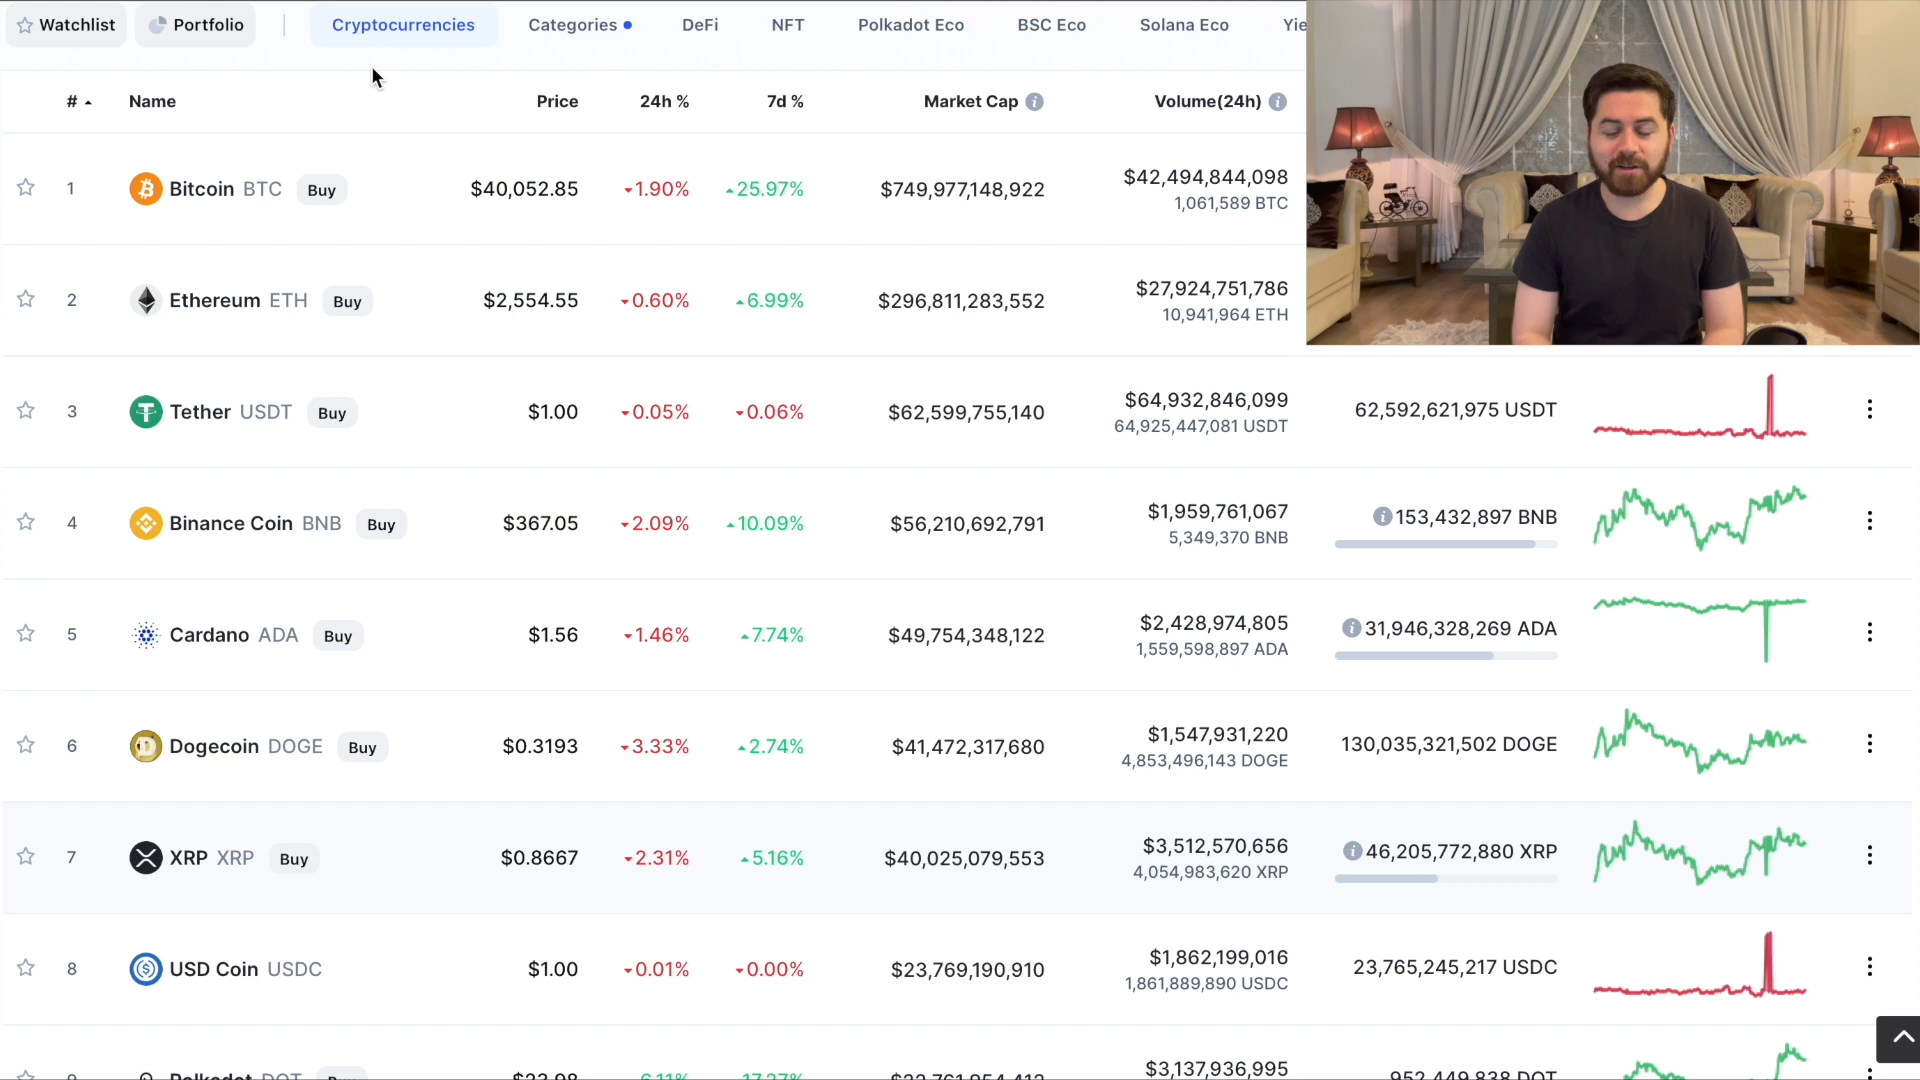 Watchlist Portfolio Cryptocurrencies Categories DeFi NFT Polkadot Eco BSC Eco Solana Eco
# Name Price 24h % 7d % Market Cap Volume(24h)
1 Bitcoin BTC Buy $40,052.85 1.90% 25.97% $749,977,148,922 $42,494,844,098
1,061,589 BTC
2 Ethereum ETH Buy $2,554.55 0.60% 6.99% $296,811,283,552 $27,924,751,786
10,941,964 ETH
3 Tether USDT Buy $1.00 0.05% 0.06% $62,599,755,140 $64,932,846,099 62,592,621,975 USDT
64,925,447,081 USDT
4 Binance Coin BNB Buy $367.05 2.09% 10.09% $56,210,692,791 $1,959,761,067 153,432,897 BNB
5,349,370 BNB
5 Cardano ADA Buy $1.56 1.46% 7.74% $49,754,348,122 $2,428,974,805 31,946,328,269 ADA
1,559,598,897 ADA
6 Dogecoin DOGE Buy $0.3193 3.33% 2.74% $41,472,317,680 $1,547,931,220 130,035,321,502 DOGE
4,853,496,143 DOGE
7 XRP XRP Buy $0.8667 2.31% 5.16% $40,025,079,553 $3,512,570,656 46,205,772,880 XRP
4,054,983,620 XRP
8 USD Coin USDC $1.00 0.01% 0.00% $23,769,190,910 $1,862,199,016 23,765,245,217 USDC
1,861,889,890 USDC
Polkadot DOT $3,137,936,995